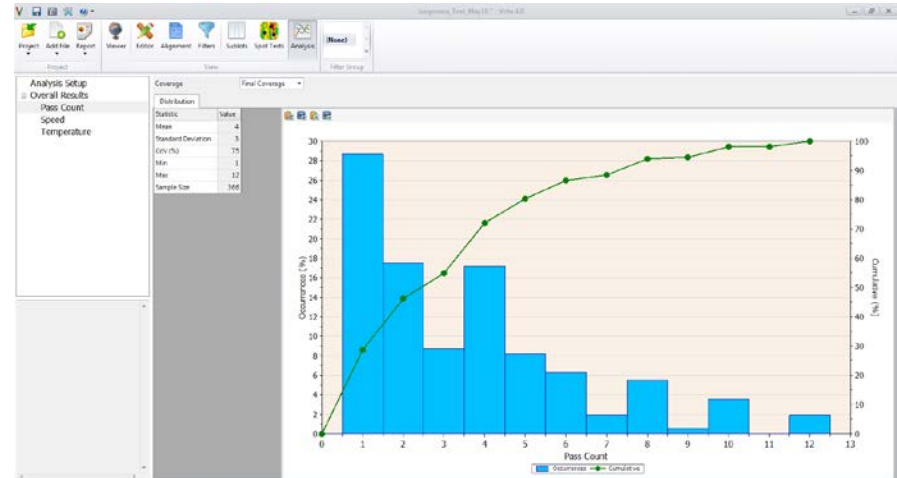 Project Add File Report Viewer Editor Alignment Filters Sublots Spot Tests Analysis (None)
Project View Filter Group
Analysis Setup
Overall Results
Pass Count
Speed
Temperature
Coverage Final Coverage
Distribution
Statistic Value
Mean 4
Standard Deviation 3
COV (%) 75
Min 1
Max 12
Sample Size 366
Occurrences (%)
30
28
26
24
22
20
18
16
14
12
10
8
6
4
2
0
100
90
80
70
60
50
40
30
20
10
0
Cumulative (%)
0 1 2 3 4 5 6 7 8 9 10 11 12 13
Pass Count
Occurrences Cumulative